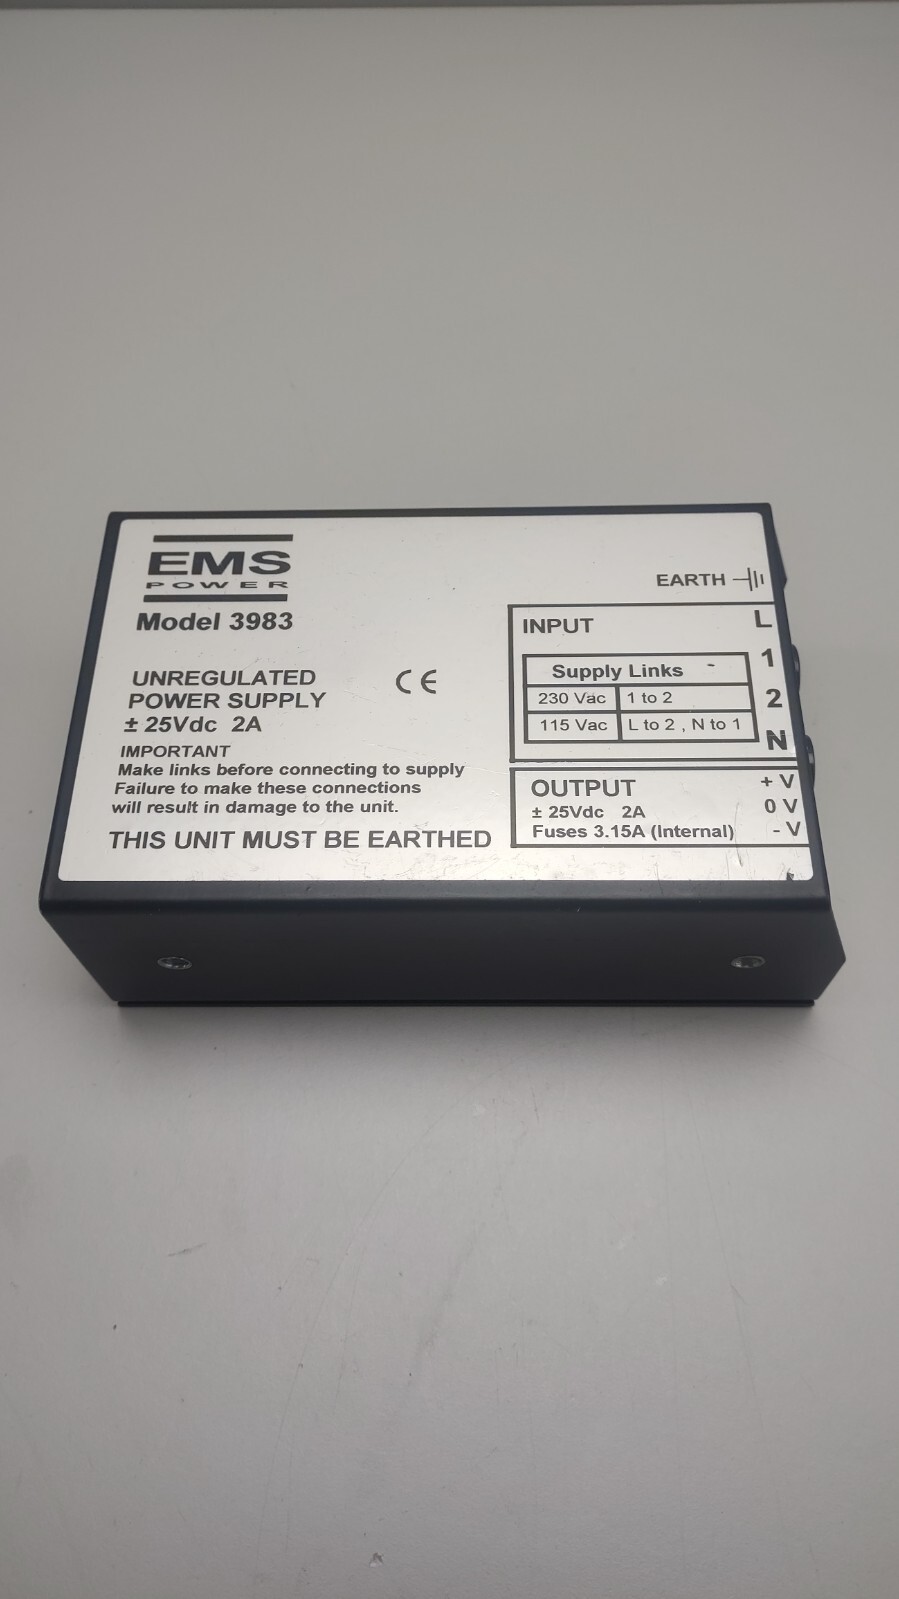 EMS
POWER
Model 3983
UNREGULATED
POWER SUPPLY
± 25Vdc 2A
CE
IMPORTANT
Make links before connecting to supply
Failure to make these connections
will result in damage to the unit.
THIS UNIT MUST BE EARTHED
EARTH
INPUT
Supply Links
230 Vac 1 to 2
115 Vac L to 2 , N to 1
L
1
2
N
OUTPUT
± 25Vdc 2A
Fuses 3.15A (Internal)
+ V
0 V
- V